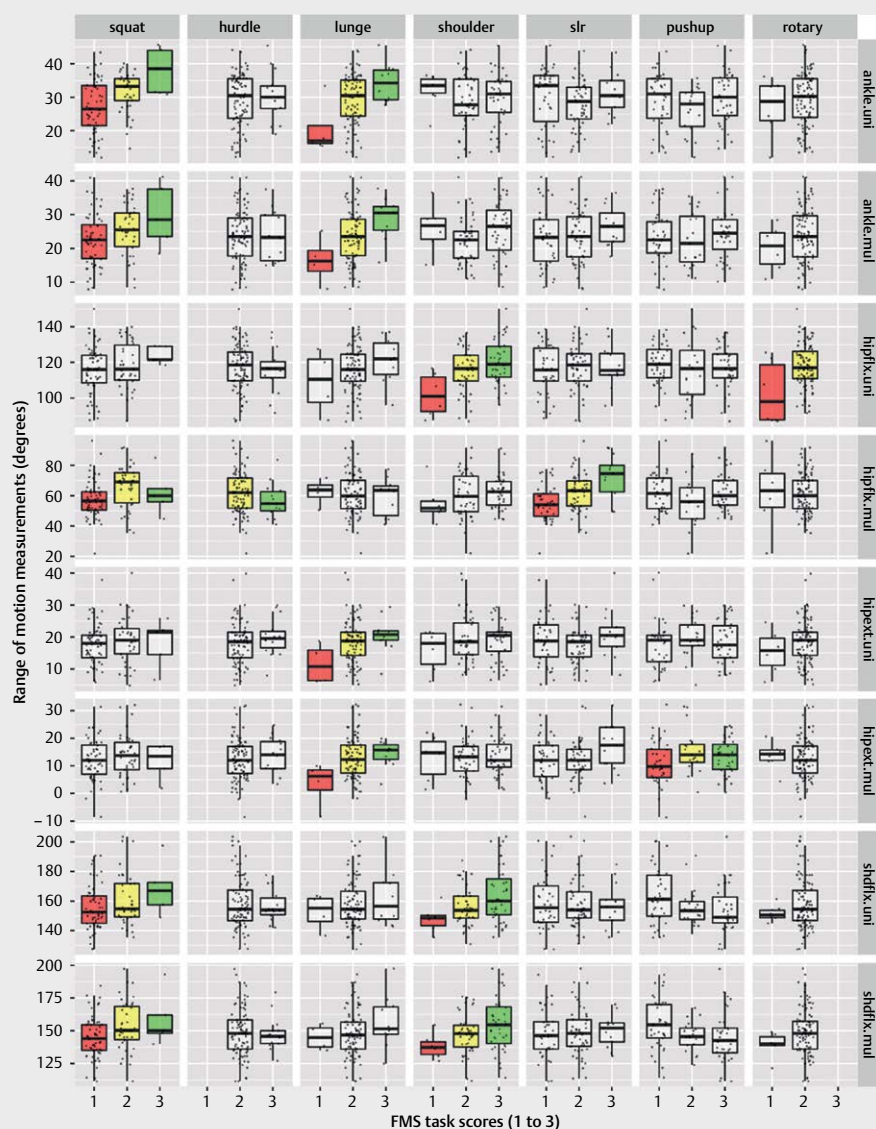 squat hurdle lunge shoulder slr pushup rotary
Range of motion measurements (degrees)
40
30
20
ankle.uni
40
30
20
10
ankle.mul
140
120
100
hipflx.uni
80
60
40
20
hipflx.mul
40
30
20
10
hipext.uni
30
20
10
0
– 10
hipext.mul
200
180
160
140
shdflx.uni
200
175
150
125
shdflx.mul
1 2 3 1 2 3 1 2 3 1 2 3 1 2 3 1 2 3 1 2 3
FMS task scores (1 to 3)